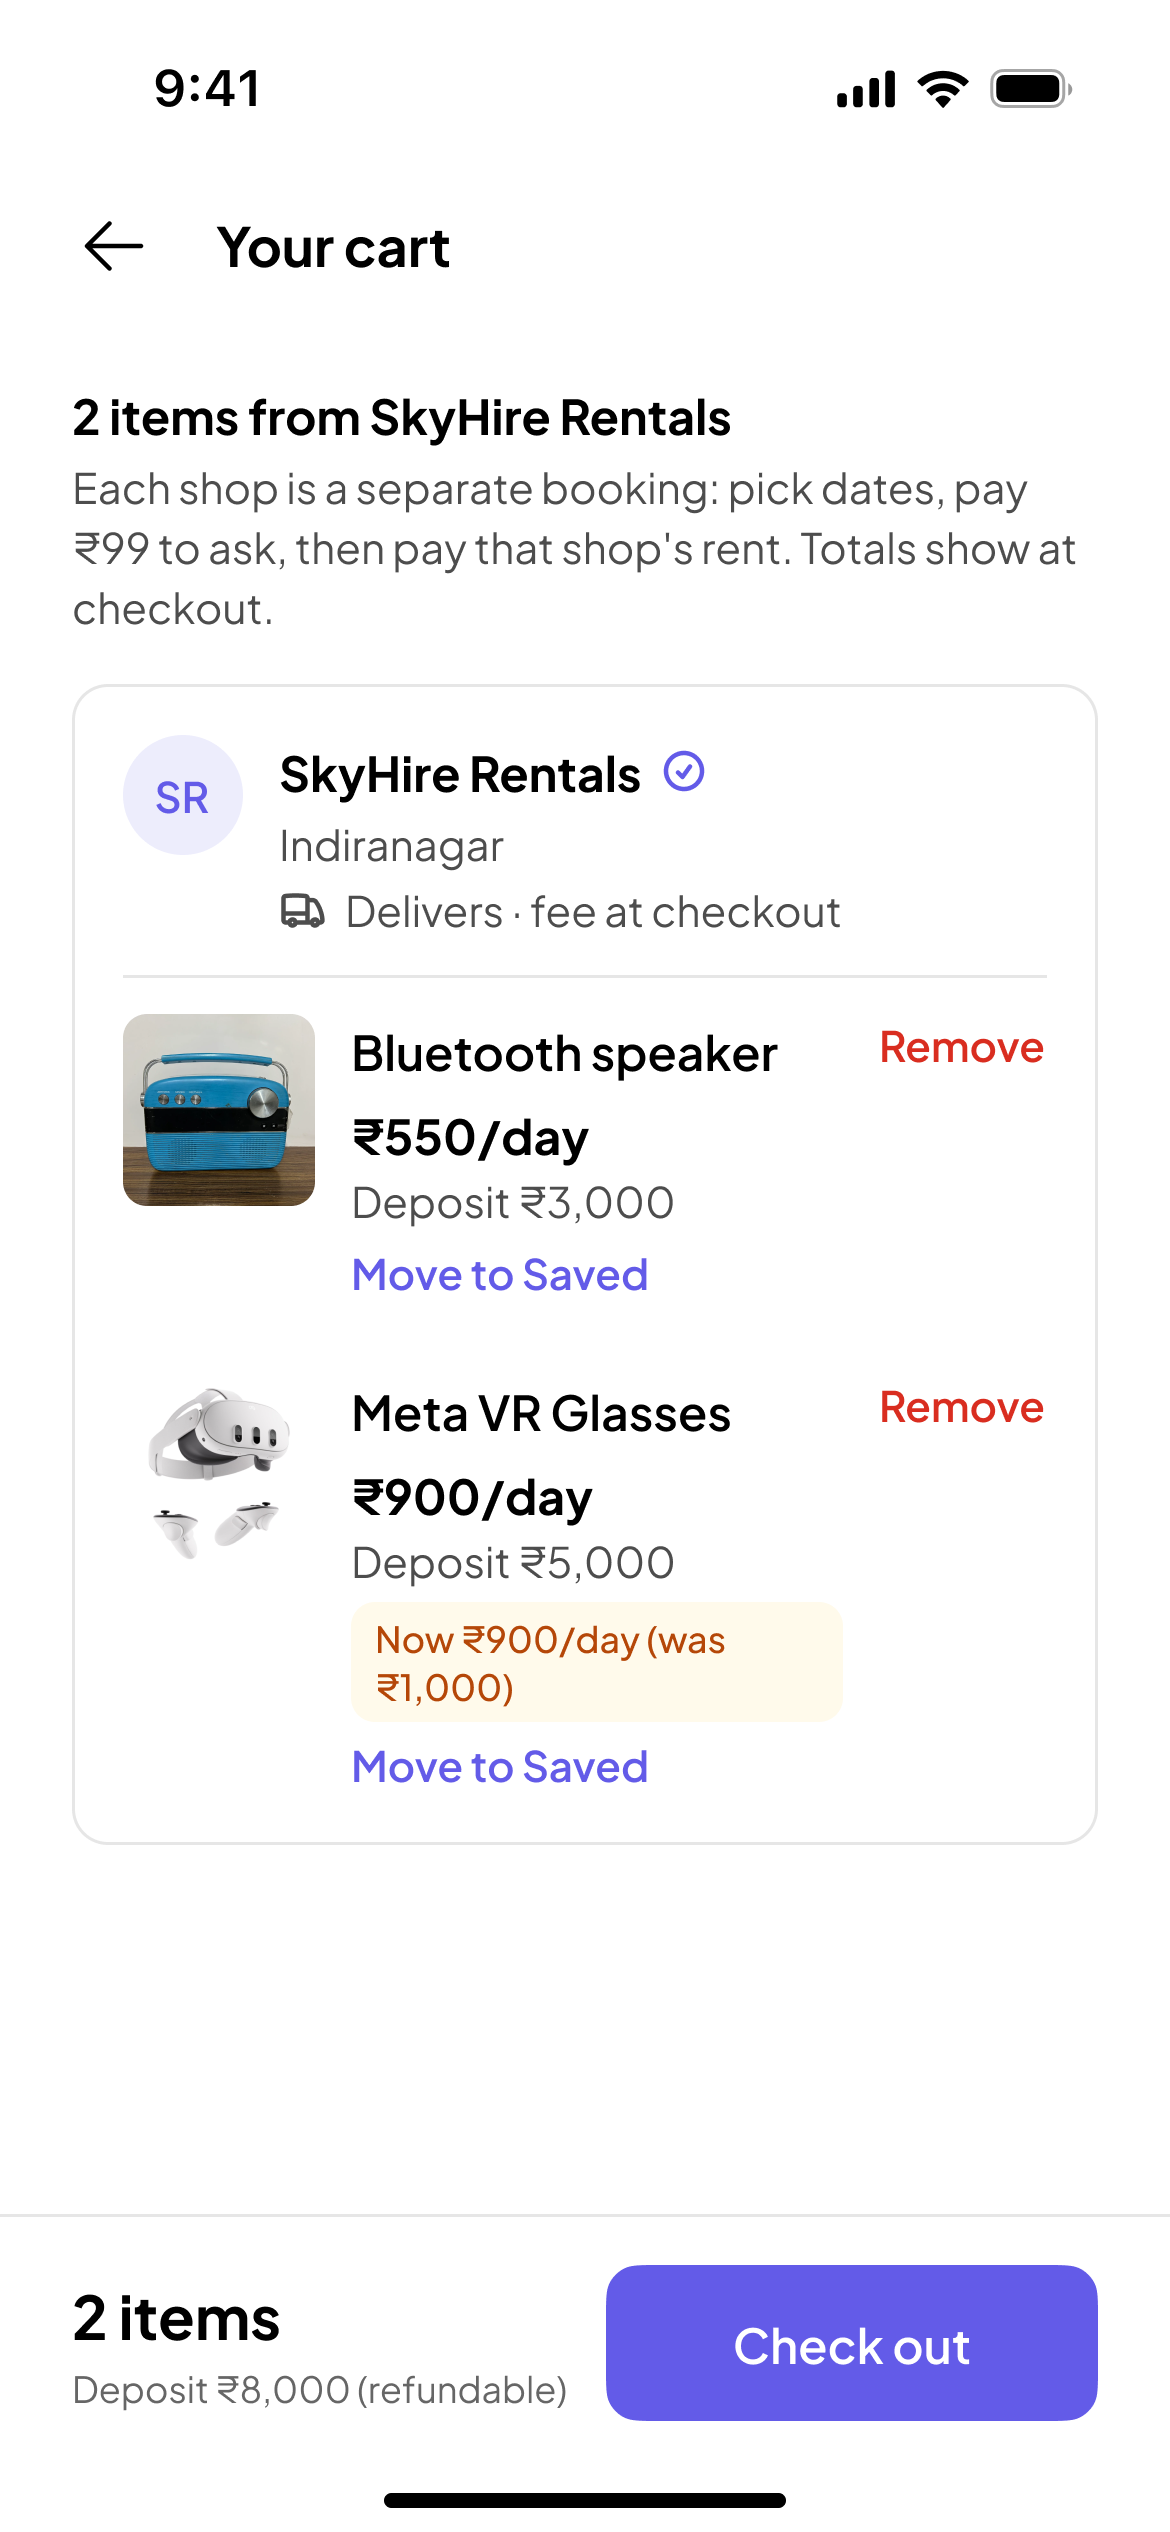 9:41
Your cart
2 items from SkyHire Rentals
Each shop is a separate booking: pick dates, pay
₹99 to ask, then pay that shop's rent. Totals show at
checkout.
SR
SkyHire Rentals
Indiranagar
Delivers · fee at checkout
Bluetooth speaker
Remove
₹550/day
Deposit ₹3,000
Move to Saved
Meta VR Glasses
Remove
₹900/day
Deposit ₹5,000
Now ₹900/day (was
₹1,000)
Move to Saved
2 items
Deposit ₹8,000 (refundable)
Check out